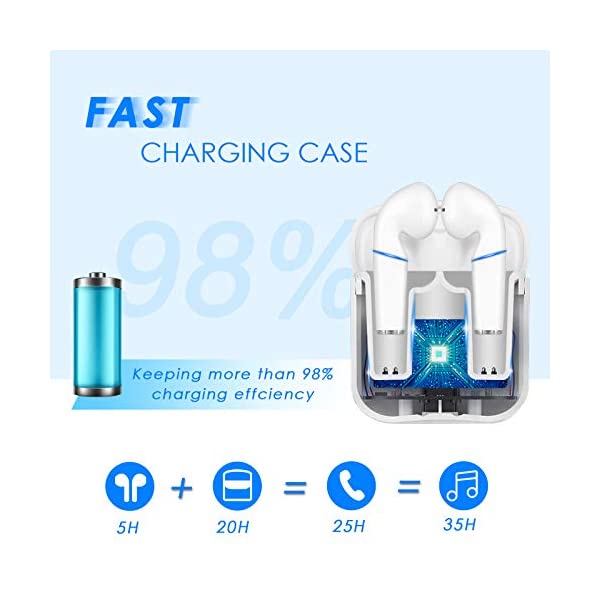 FAST
CHARGING CASE
98%
Keeping more than 98%
charging effciency
5H + 20H = 25H = 35H